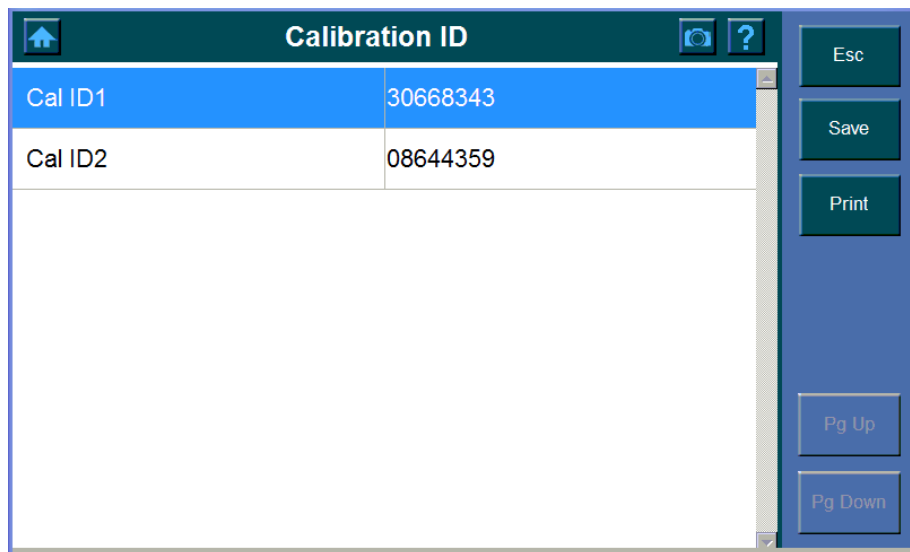 Calibration ID
?
Cal ID1 30668343
Cal ID2 08644359
Esc
Save
Print
Pg Up
Pg Down